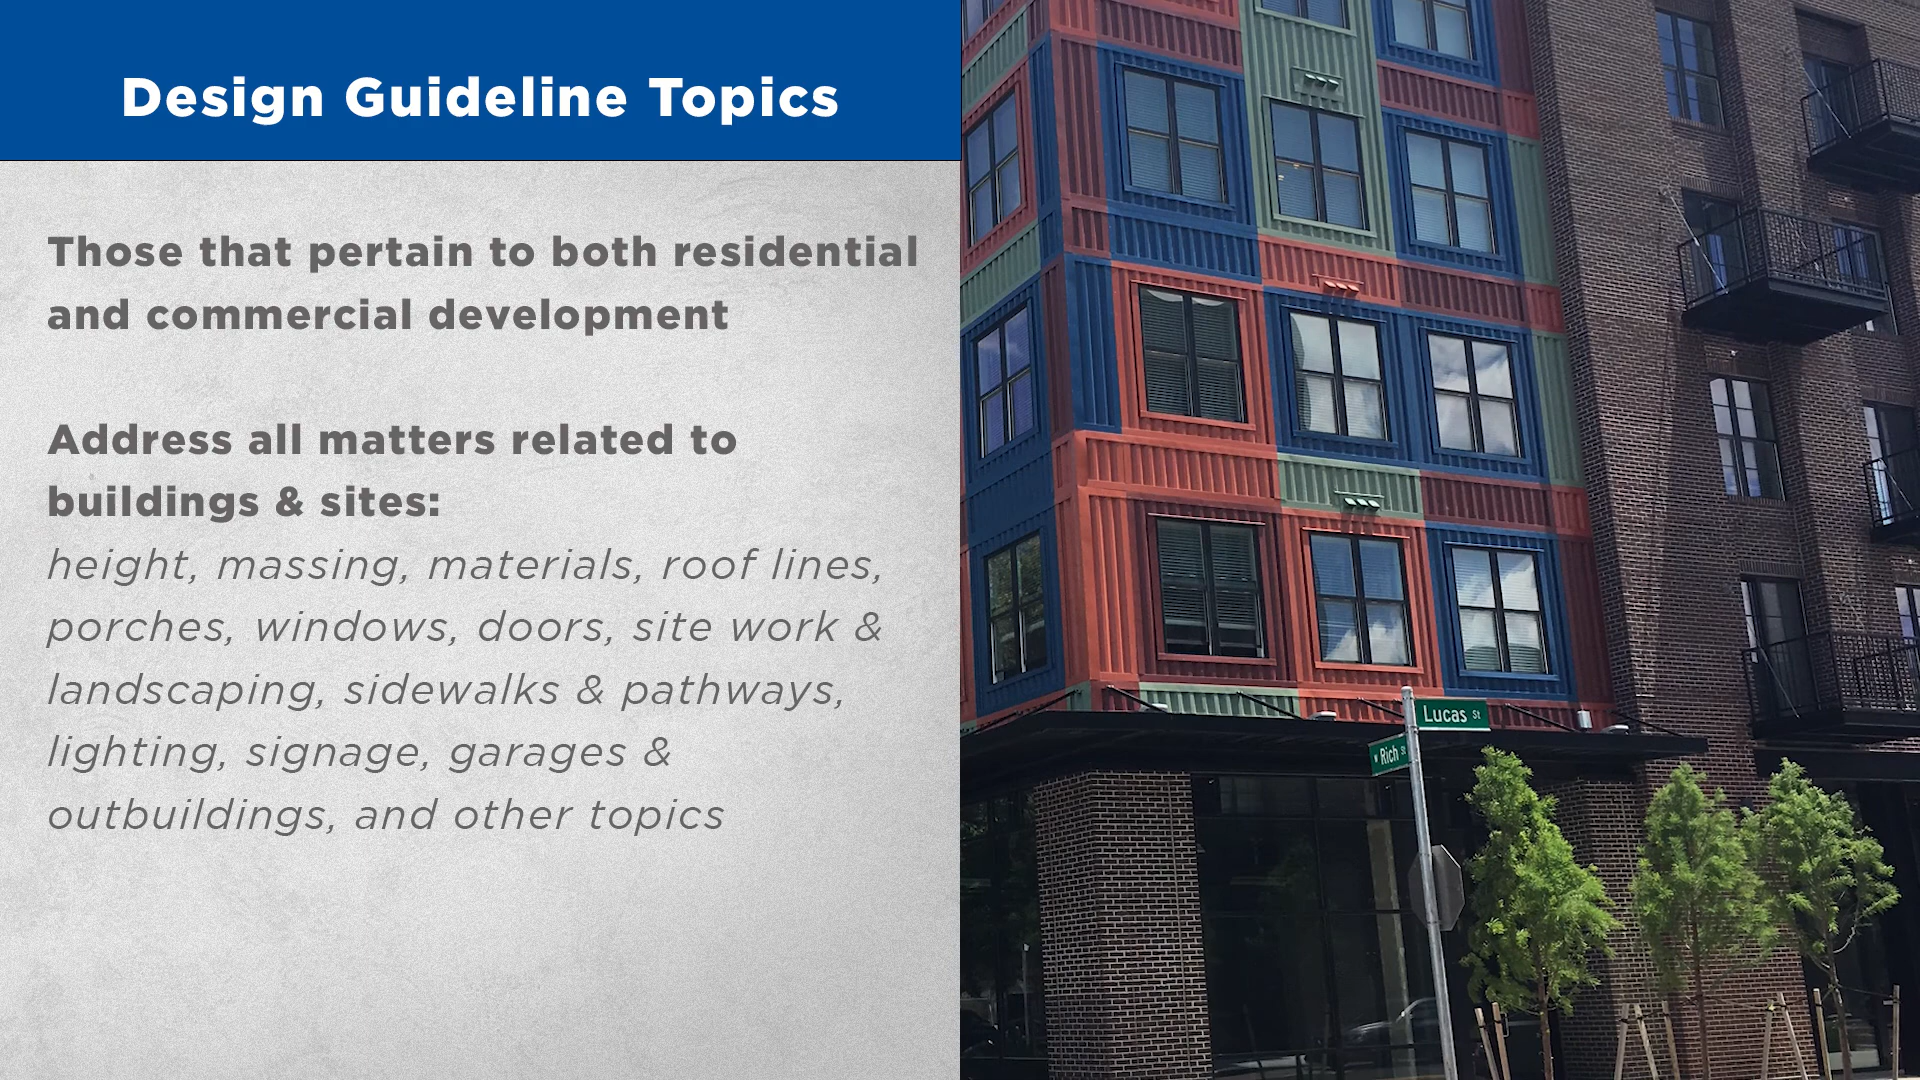 Design Guideline Topics
Those that pertain to both residential
and commercial development
Address all matters related to
buildings & sites:
height, massing, materials, roof lines,
porches, windows, doors, site work &
landscaping, sidewalks & pathways,
lighting, signage, garages &
outbuildings, and other topics
Lucas St
W Rich St